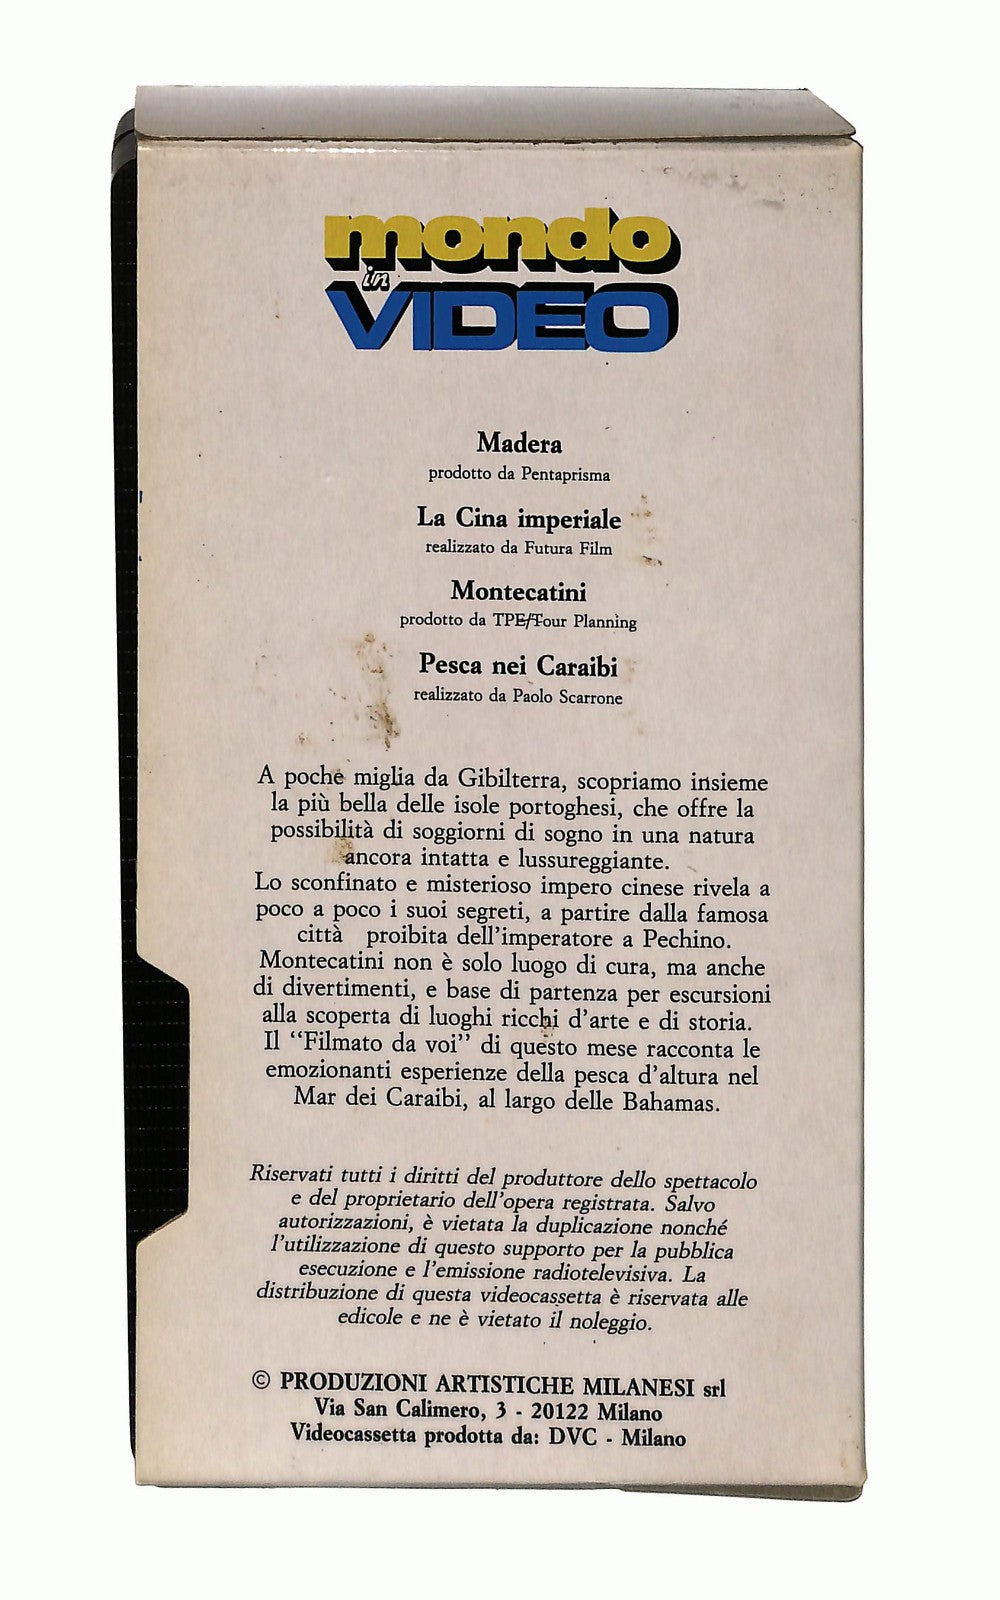 mondo
in
VIDEO
Madera
prodotto da Pentaprisma
La Cina imperiale
realizzato da Futura Film
Montecatini
prodotto da TPE/Tour Planning
Pesca nei Caraibi
realizzato da Paolo Scarrone
A poche miglia da Gibilterra, scopriamo insieme
la più bella delle isole portoghesi, che offre la
possibilità di soggiorni di sogno in una natura
ancora intatta e lussureggiante.
Lo sconfinato e misterioso impero cinese rivela a
poco a poco i suoi segreti, a partire dalla famosa
città proibita dell'imperatore a Pechino.
Montecatini non è solo luogo di cura, ma anche
di divertimenti, e base di partenza per escursioni
alla scoperta di luoghi ricchi d'arte e di storia.
Il “Filmato da voi” di questo mese racconta le
emozionanti esperienze della pesca d'altura nel
Mar dei Caraibi, al largo delle Bahamas.
Riservati tutti i diritti del produttore dello spettacolo
e del proprietario dell'opera registrata. Salvo
autorizzazioni, è vietata la duplicazione nonché
l'utilizzazione di questo supporto per la pubblica
esecuzione e l'emissione radiotelevisiva. La
distribuzione di questa videocassetta è riservata alle
edicole e ne è vietato il noleggio.
© PRODUZIONI ARTISTICHE MILANESI srl
Via San Calimero, 3 - 20122 Milano
Videocassetta prodotta da: DVC - Milano